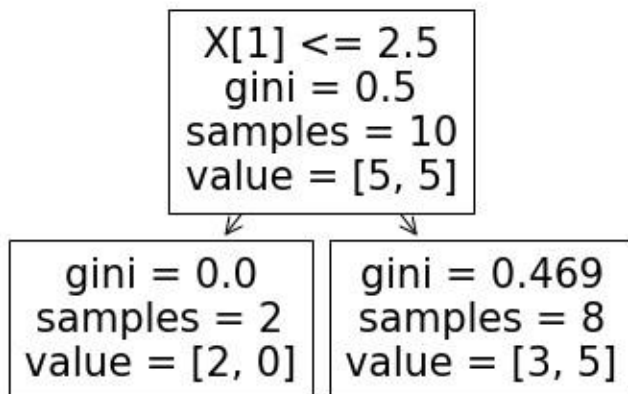 X[1] <= 2.5
gini = 0.5
samples = 10
value = [5, 5]
gini = 0.0
samples = 2
value = [2, 0]
gini = 0.469
samples = 8
value = [3, 5]